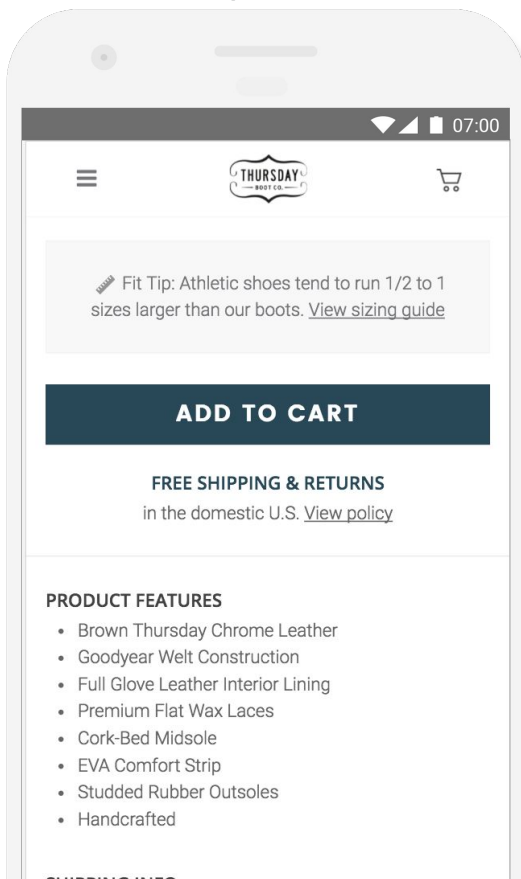 07:00
THURSDAY
BOOT CO.
Fit Tip: Athletic shoes tend to run 1/2 to 1
sizes larger than our boots. View sizing guide
ADD TO CART
FREE SHIPPING & RETURNS
in the domestic U.S. View policy
PRODUCT FEATURES
• Brown Thursday Chrome Leather
• Goodyear Welt Construction
• Full Glove Leather Interior Lining
• Premium Flat Wax Laces
• Cork-Bed Midsole
• EVA Comfort Strip
• Studded Rubber Outsoles
• Handcrafted
SHIPPING INFO